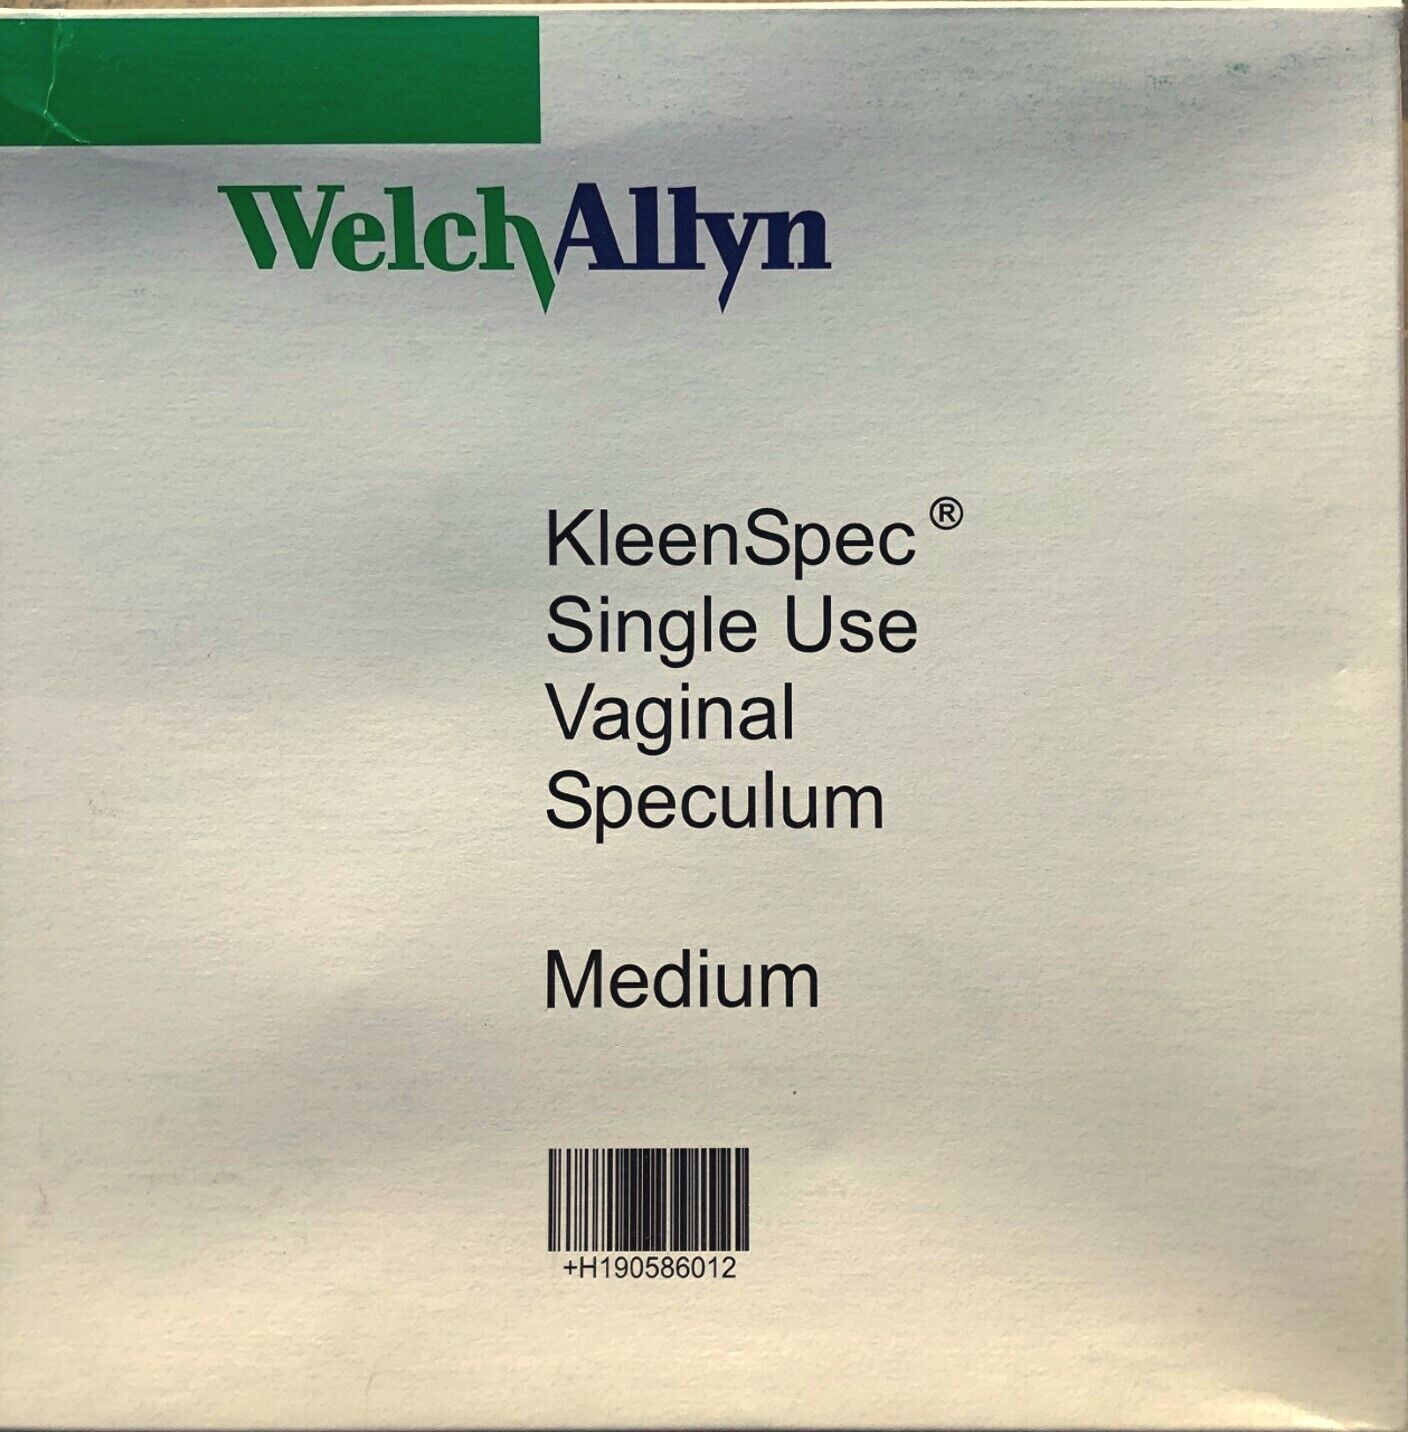 WelchAllyn
KleenSpec®
Single Use
Vaginal
Speculum
Medium
+H190586012